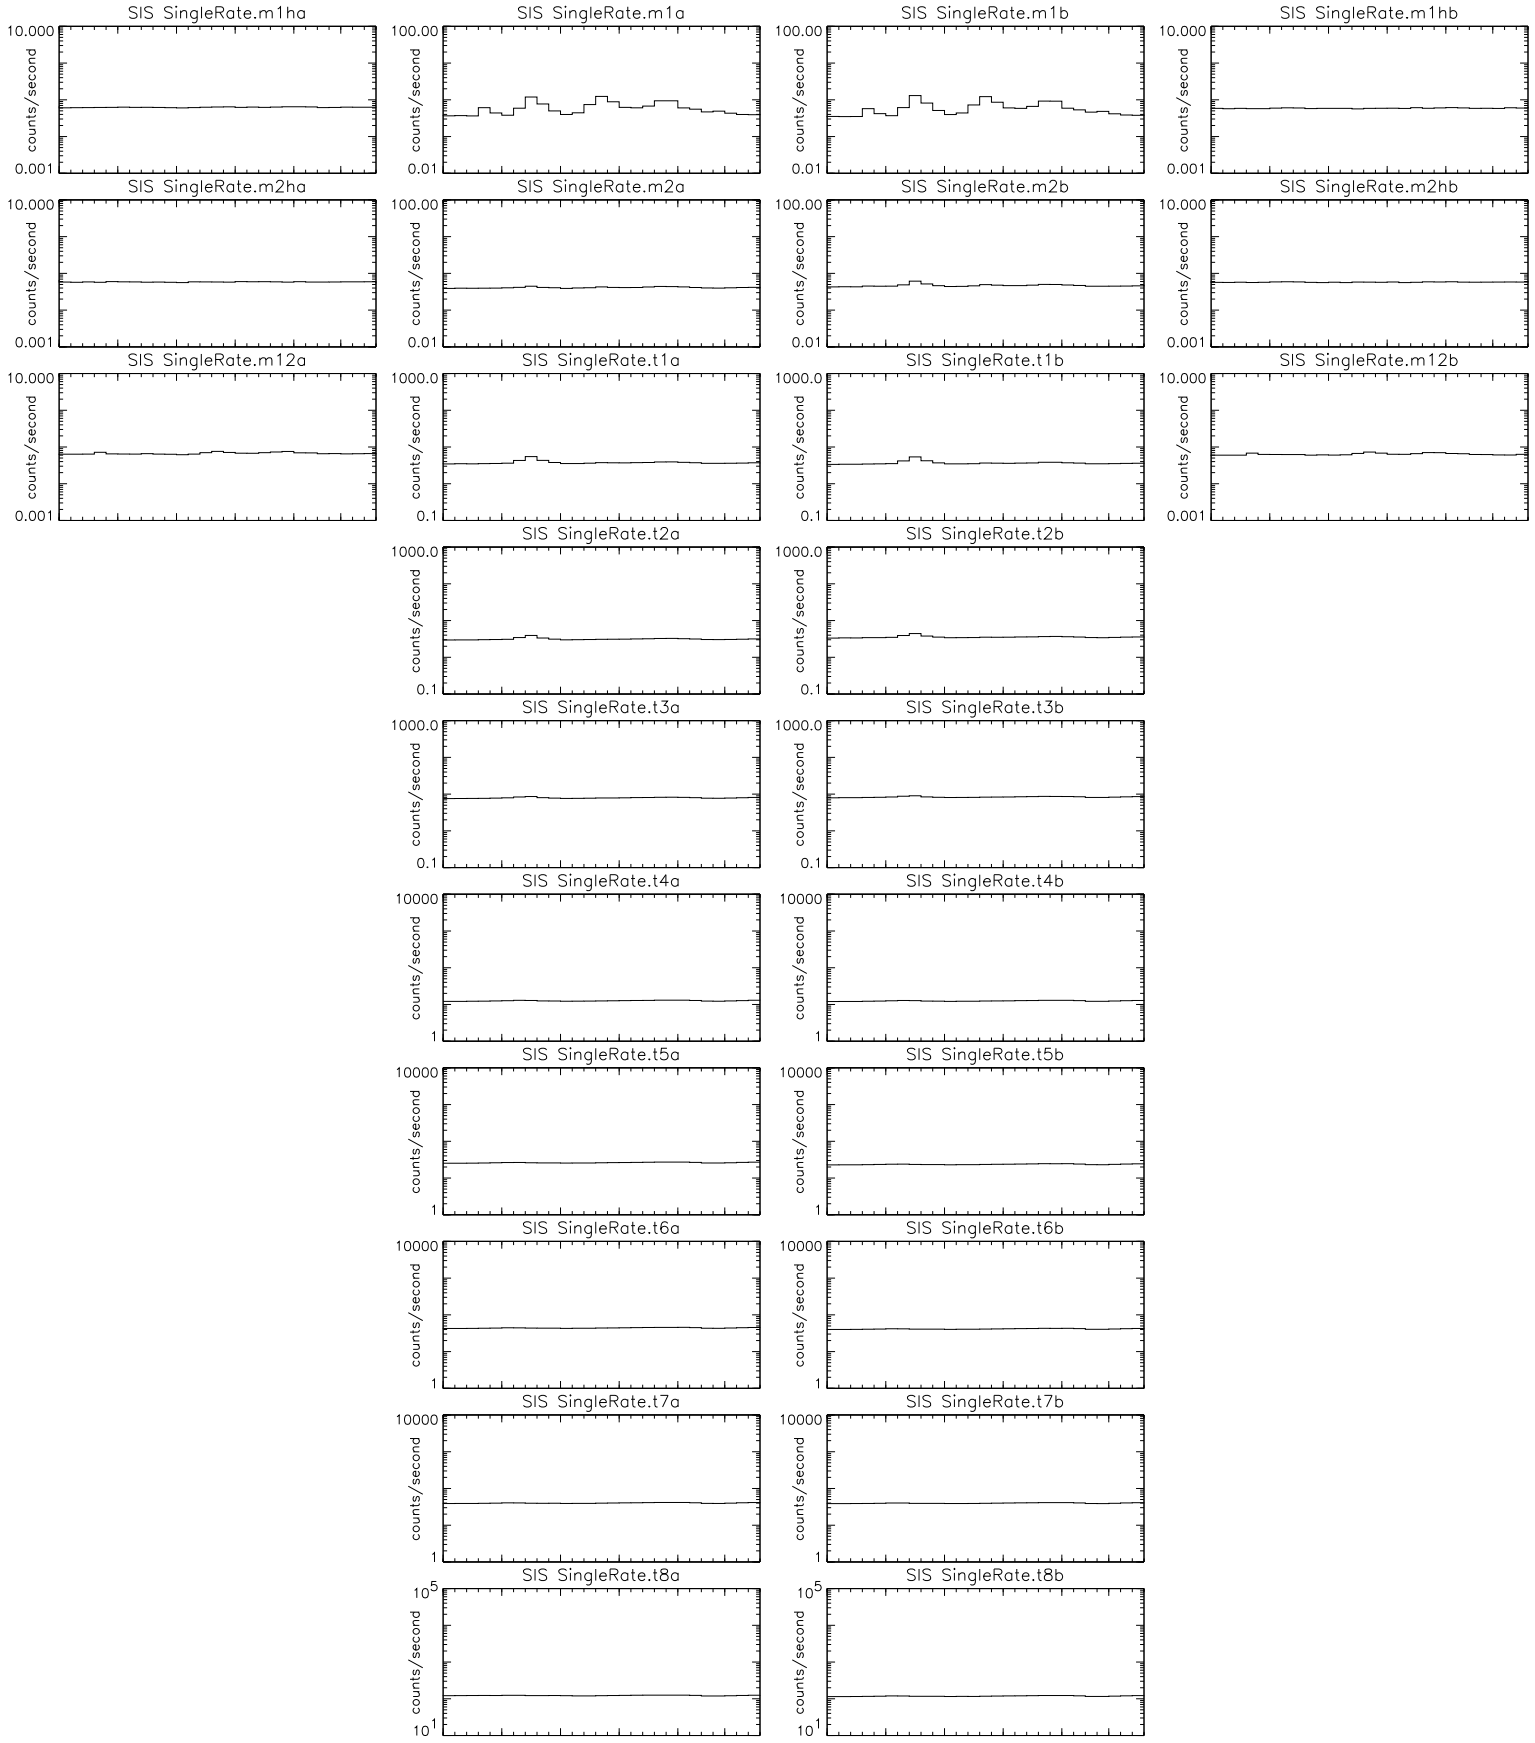 SIS SingleRate.m1ha
10.000
counts/second
0.001
SIS SingleRate.m1a
100.00
counts/second
0.01
SIS SingleRate.m1b
100.00
counts/second
0.01
SIS SingleRate.m1hb
10.000
counts/second
0.001
SIS SingleRate.m2ha
10.000
counts/second
0.001
SIS SingleRate.m2a
100.00
counts/second
0.01
SIS SingleRate.m2b
100.00
counts/second
0.01
SIS SingleRate.m2hb
10.000
counts/second
0.001
SIS SingleRate.m12a
10.000
counts/second
0.001
SIS SingleRate.t1a
1000.0
counts/second
0.1
SIS SingleRate.t1b
1000.0
counts/second
0.1
SIS SingleRate.m12b
10.000
counts/second
0.001
SIS SingleRate.t2a
1000.0
counts/second
0.1
SIS SingleRate.t2b
1000.0
counts/second
0.1
SIS SingleRate.t3a
1000.0
counts/second
0.1
SIS SingleRate.t3b
1000.0
counts/second
0.1
SIS SingleRate.t4a
10000
counts/second
1
SIS SingleRate.t4b
10000
counts/second
1
SIS SingleRate.t5a
10000
counts/second
1
SIS SingleRate.t5b
10000
counts/second
1
SIS SingleRate.t6a
10000
counts/second
1
SIS SingleRate.t6b
10000
counts/second
1
SIS SingleRate.t7a
10000
counts/second
1
SIS SingleRate.t7b
10000
counts/second
1
SIS SingleRate.t8a
10⁵
counts/second
10¹
SIS SingleRate.t8b
10⁵
counts/second
10¹